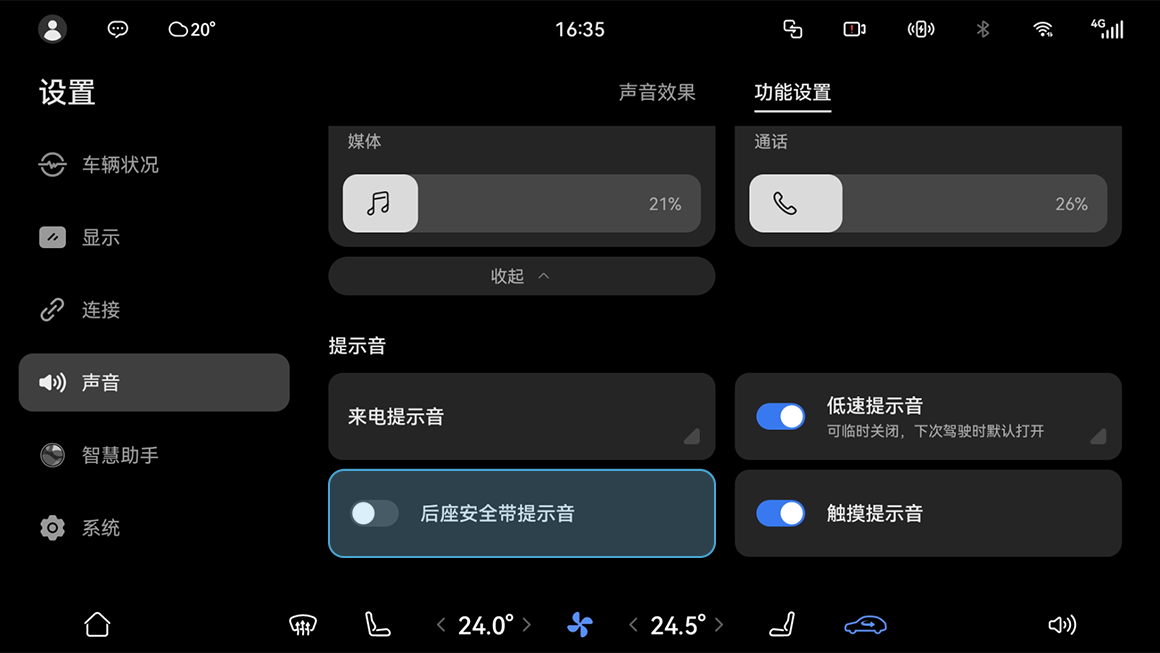 20°
16:35
4G
设置
声音效果
功能设置
车辆状况
显示
连接
声音
智慧助手
系统
媒体
21%
通话
26%
收起
提示音
来电提示音
低速提示音
可临时关闭，下次驾驶时默认打开
后座安全带提示音
触摸提示音
24.0°
24.5°